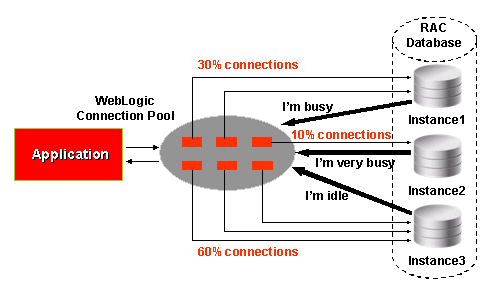 RAC
Database
30% connections
WebLogic
Connection Pool
I'm busy
Instance1
10% connections
Application
I'm very busy
I'm idle
Instance2
60% connections
Instance3